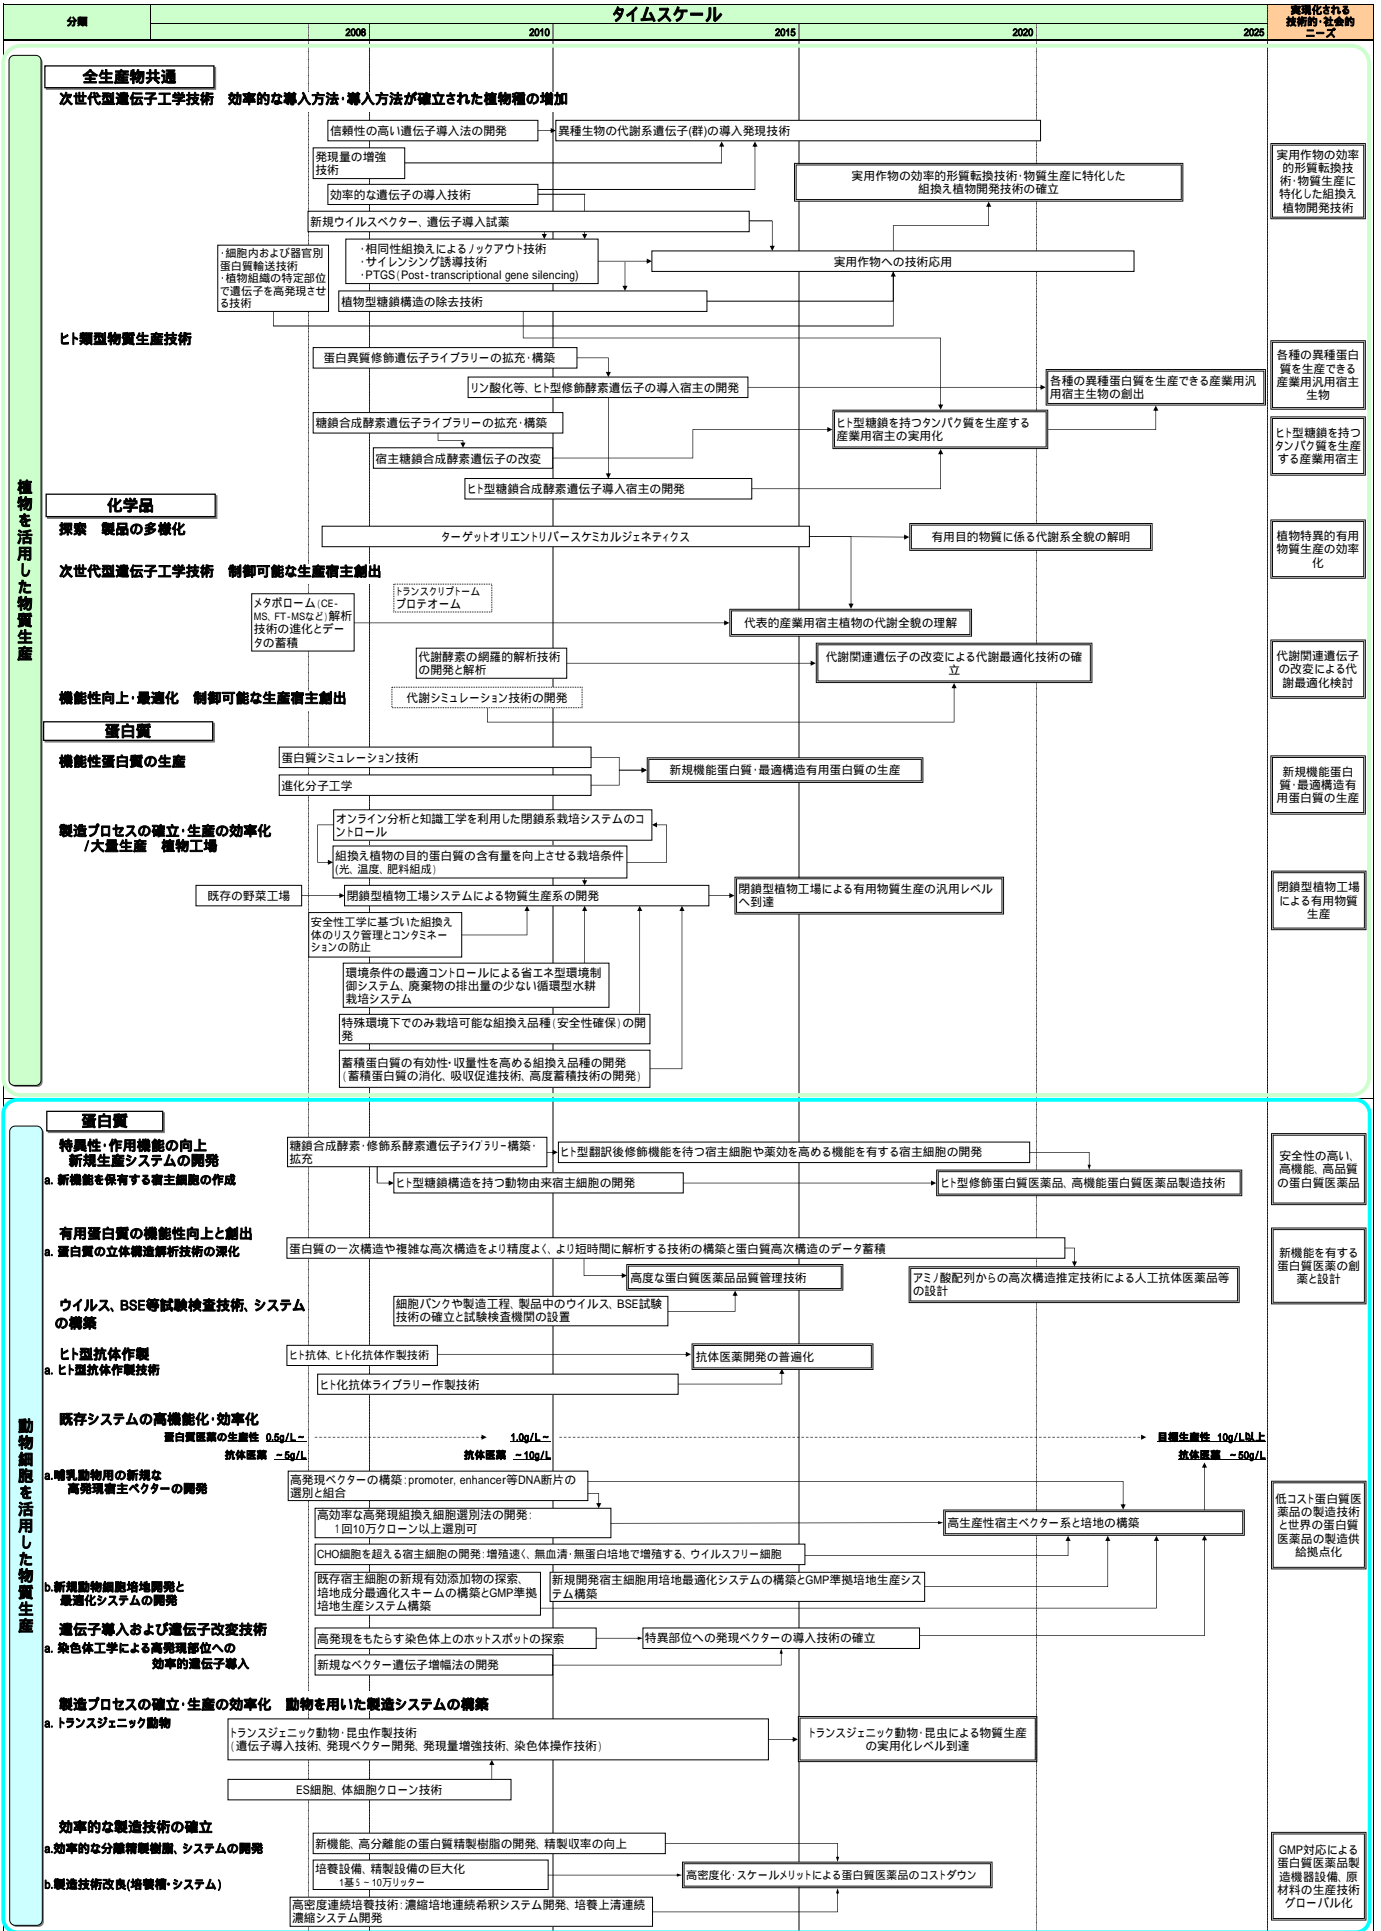 分類
タイムスケール
2008
2010
2015
2020
2025
実現化される
技術的・社会的
ニーズ
植物を活用した物質生産
全生産物共通
次世代型遺伝子工学技術　効率的な導入方法・導入方法が確立された植物種の増加
信頼性の高い遺伝子導入法の開発
異種生物の代謝系遺伝子(群)の導入発現技術
発現量の増強
技術
効率的な遺伝子の導入技術
実用作物の効率的形質転換技術・物質生産に特化した
組換え植物開発技術の確立
実用作物の効率
的形質転換技
術・物質生産に
特化した組換え
植物開発技術
新規ウイルスベクター、遺伝子導入試薬
・細胞内および器官別
蛋白質輸送技術
・植物組織の特定部位
で遺伝子を高発現させ
る技術
・相同性組換えによるノックアウト技術
・サイレンシング誘導技術
・PTGS(Post-transcriptional gene silencing)
実用作物への技術応用
植物型糖鎖構造の除去技術
ヒト類型物質生産技術
蛋白異質修飾遺伝子ライブラリーの拡充・構築
リン酸化等、ヒト型修飾酵素遺伝子の導入宿主の開発
各種の異種蛋白質を生産できる産業用汎
用宿主生物の創出
各種の異種蛋白
質を生産できる
産業用汎用宿主
生物
糖鎖合成酵素遺伝子ライブラリーの拡充・構築
ヒト型糖鎖を持つタンパク質を生産する
産業用宿主の実用化
ヒト型糖鎖を持つ
タンパク質を生産
する産業用宿主
宿主糖鎖合成酵素遺伝子の改変
ヒト型糖鎖合成酵素遺伝子導入宿主の開発
化学品
探索　製品の多様化
ターゲットオリエントリバースケミカルジェネティクス
有用目的物質に係る代謝系全貌の解明
植物特異的有用
物質生産の効率
化
次世代型遺伝子工学技術　制御可能な生産宿主創出
メタボローム(CE-
MS、FT-MSなど)解析
技術の進化とデー
タの蓄積
トランスクリプトーム
プロテオーム
代表的産業用宿主植物の代謝全貌の理解
代謝酵素の網羅的解析技術
の開発と解析
代謝関連遺伝子の改変による代謝最適化技術の確
立
代謝関連遺伝子
の改変による代
謝最適化検討
機能性向上・最適化　制御可能な生産宿主創出
代謝シミュレーション技術の開発
蛋白質
機能性蛋白質の生産
蛋白質シミュレーション技術
進化分子工学
新規機能蛋白質・最適構造有用蛋白質の生産
新規機能蛋白
質・最適構造有
用蛋白質の生産
製造プロセスの確立・生産の効率化
/大量生産　植物工場
オンライン分析と知識工学を利用した閉鎖系栽培システムのコ
ントロール
組換え植物の目的蛋白質の含有量を向上させる栽培条件
(光、温度、肥料組成)
既存の野菜工場
閉鎖型植物工場システムによる物質生産系の開発
閉鎖型植物工場による有用物質生産の汎用レベル
へ到達
閉鎖型植物工場
による有用物質
生産
安全性工学に基づいた組換え
体のリスク管理とコンタミネー
ションの防止
環境条件の最適コントロールによる省エネ型環境制
御システム、廃棄物の排出量の少ない循環型水耕
栽培システム
特殊環境下でのみ栽培可能な組換え品種(安全性確保)の開
発
蓄積蛋白質の有効性・収量性を高める組換え品種の開発
(蓄積蛋白質の消化、吸収促進技術、高度蓄積技術の開発)
動物細胞を活用した物質生産
蛋白質
特異性・作用機能の向上
新規生産システムの開発
a. 新機能を保有する宿主細胞の作成
糖鎖合成酵素・修飾系酵素遺伝子ライブラリー構築・
拡充
ヒト型翻訳後修飾機能を待つ宿主細胞や薬効を高める機能を有する宿主細胞の開発
ヒト型糖鎖構造を持つ動物由来宿主細胞の開発
ヒト型修飾蛋白質医薬品、高機能蛋白質医薬品製造技術
安全性の高い、
高機能、高品質
の蛋白質医薬品
有用蛋白質の機能性向上と創出
a. 蛋白質の立体構造解析技術の深化
蛋白質の一次構造や複雑な高次構造をより精度よく、より短時間に解析する技術の構築と蛋白質高次構造のデータ蓄積
高度な蛋白質医薬品品質管理技術
アミノ酸配列からの高次構造推定技術による人工抗体医薬品等
の設計
新機能を有する
蛋白質医薬の創
薬と設計
ウイルス、BSE等試験検査技術、システム
の構築
細胞バンクや製造工程、製品中のウイルス、BSE試験
技術の確立と試験検査機関の設置
ヒト型抗体作製
a. ヒト型抗体作製技術
ヒト抗体、ヒト化抗体作製技術
抗体医薬開発の普遍化
ヒト化抗体ライブラリー作製技術
既存システムの高機能化・効率化
蛋白質医薬の生産性 0.5g/L～
1.0g/L～
目標生産性 10g/L以上
抗体医薬 ～5g/L
抗体医薬 ～10g/L
抗体医薬 ～50g/L
a.哺乳動物用の新規な
高発現宿主ベクターの開発
高発現ベクターの構築：promoter, enhancer等DNA断片の
選別と組合
高効率な高発現組換え細胞選別法の開発：
1回10万クローン以上選別可
高生産性宿主ベクター系と培地の構築
低コスト蛋白質医
薬品の製造技術
と世界の蛋白質
医薬品の製造供
給拠点化
CHO細胞を超える宿主細胞の開発：増殖速く、無血清・無蛋白培地で増殖する、ウイルスフリー細胞
b.新規動物細胞培地開発と
最適化システムの開発
既存宿主細胞の新規有効添加物の探索、
培地成分最適化スキームの構築とGMP準拠
培地生産システム構築
新規開発宿主細胞用培地最適化システムの構築とGMP準拠培地生産シス
テム構築
遺伝子導入および遺伝子改変技術
a. 染色体工学による高発現部位への
効率的遺伝子導入
高発現をもたらす染色体上のホットスポットの探索
特異部位への発現ベクターの導入技術の確立
新規なベクター遺伝子増幅法の開発
製造プロセスの確立・生産の効率化　動物を用いた製造システムの構築
a. トランスジェニック動物
トランスジェニック動物・昆虫作製技術
(遺伝子導入技術、発現ベクター開発、発現量増強技術、染色体操作技術)
トランスジェニック動物・昆虫による物質生産
の実用化レベル到達
ES細胞、体細胞クローン技術
効率的な製造技術の確立
a.効率的な分離精製樹脂、システムの開発
新機能、高分離能の蛋白質精製樹脂の開発、精製収率の向上
培養設備、精製設備の巨大化
1基5～10万リッター
高密度化・スケールメリットによる蛋白質医薬品のコストダウン
GMP対応による
蛋白質医薬品製
造機器設備、原
材料の生産技術
グローバル化
b.製造技術改良(培養槽・システム)
高密度連続培養技術：濃縮培地連続希釈システム開発、培養上清連続
濃縮システム開発